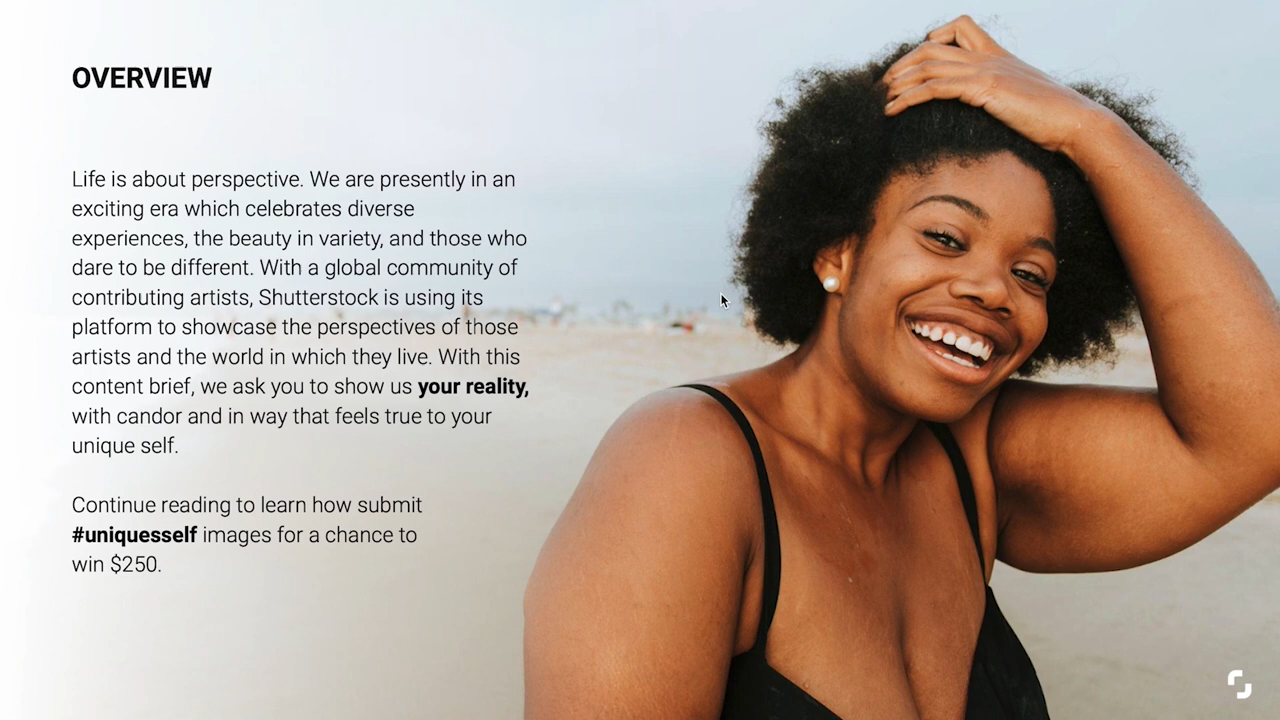 OVERVIEW
Life is about perspective. We are presently in an
exciting era which celebrates diverse
experiences, the beauty in variety, and those who
dare to be different. With a global community of
contributing artists, Shutterstock is using its
platform to showcase the perspectives of those
artists and the world in which they live. With this
content brief, we ask you to show us your reality,
with candor and in way that feels true to your
unique self.
Continue reading to learn how submit
#uniquesself images for a chance to
win $250.